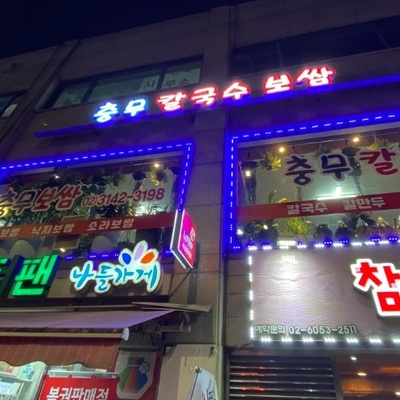 충무 칼국수 보쌈
충무보쌈 02)3142-3198
낙지보쌈 소라보쌈
충무칼
칼국수 칼만두
팬
나들가게
참
예약문의 02-6053-2511
복권판매점